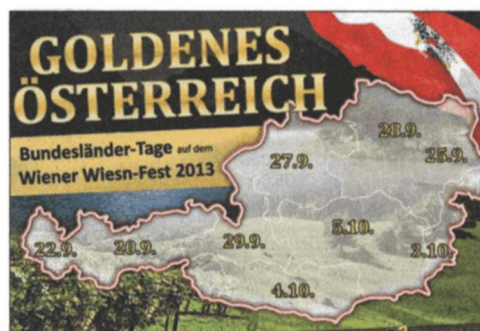 GOLDENES
ÖSTERREICH
Bundesländer-Tage auf dem
Wiener Wiesn-Fest 2013
28.9.
27.9.
25.9.
5.10.
29.9.
3.10.
22.9.
20.9.
4.10.